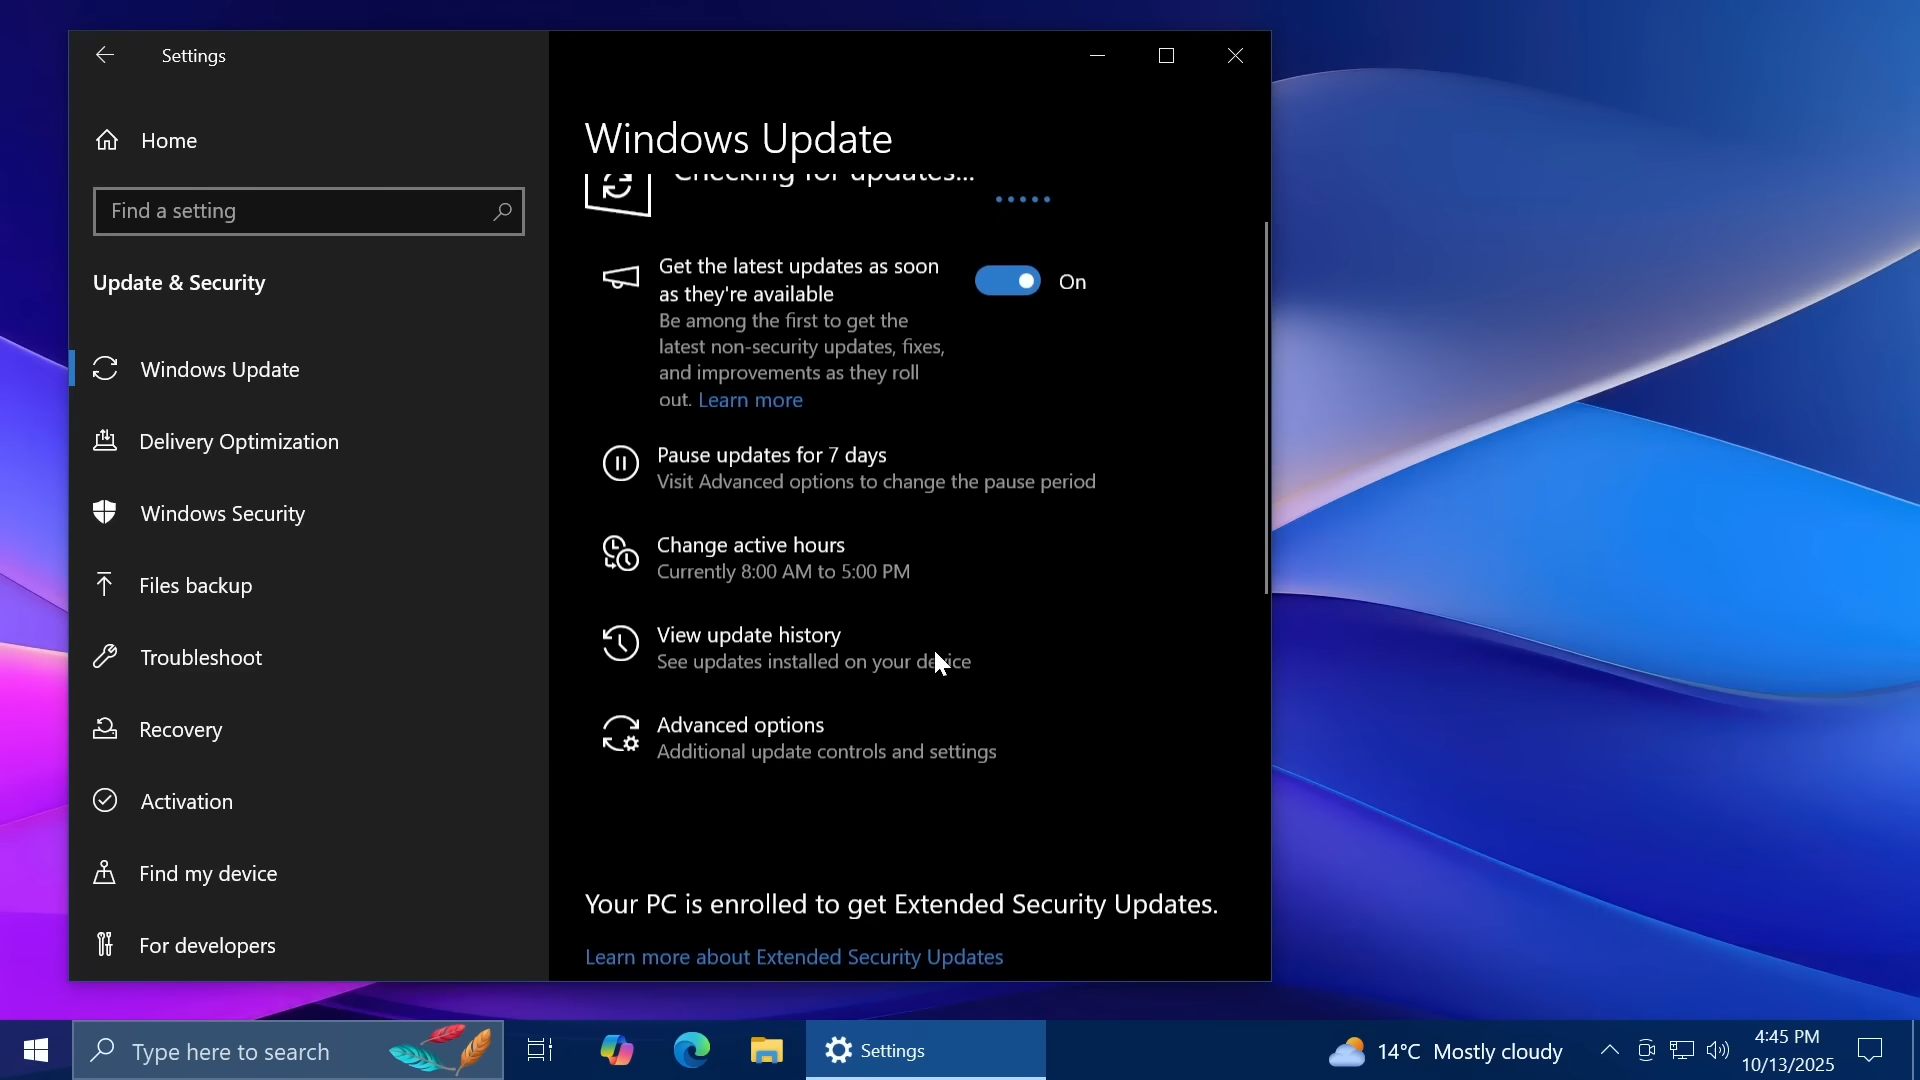 Settings
Home
Find a setting
Update & Security
Windows Update
Delivery Optimization
Windows Security
Files backup
Troubleshoot
Recovery
Activation
Find my device
For developers
Windows Update
Checking for updates...
Get the latest updates as soon
as they're available
On
Be among the first to get the
latest non-security updates, fixes,
and improvements as they roll
out. Learn more
Pause updates for 7 days
Visit Advanced options to change the pause period
Change active hours
Currently 8:00 AM to 5:00 PM
View update history
See updates installed on your device
Advanced options
Additional update controls and settings
Your PC is enrolled to get Extended Security Updates.
Learn more about Extended Security Updates
Type here to search
Settings
14°C Mostly cloudy
4:45 PM
10/13/2025